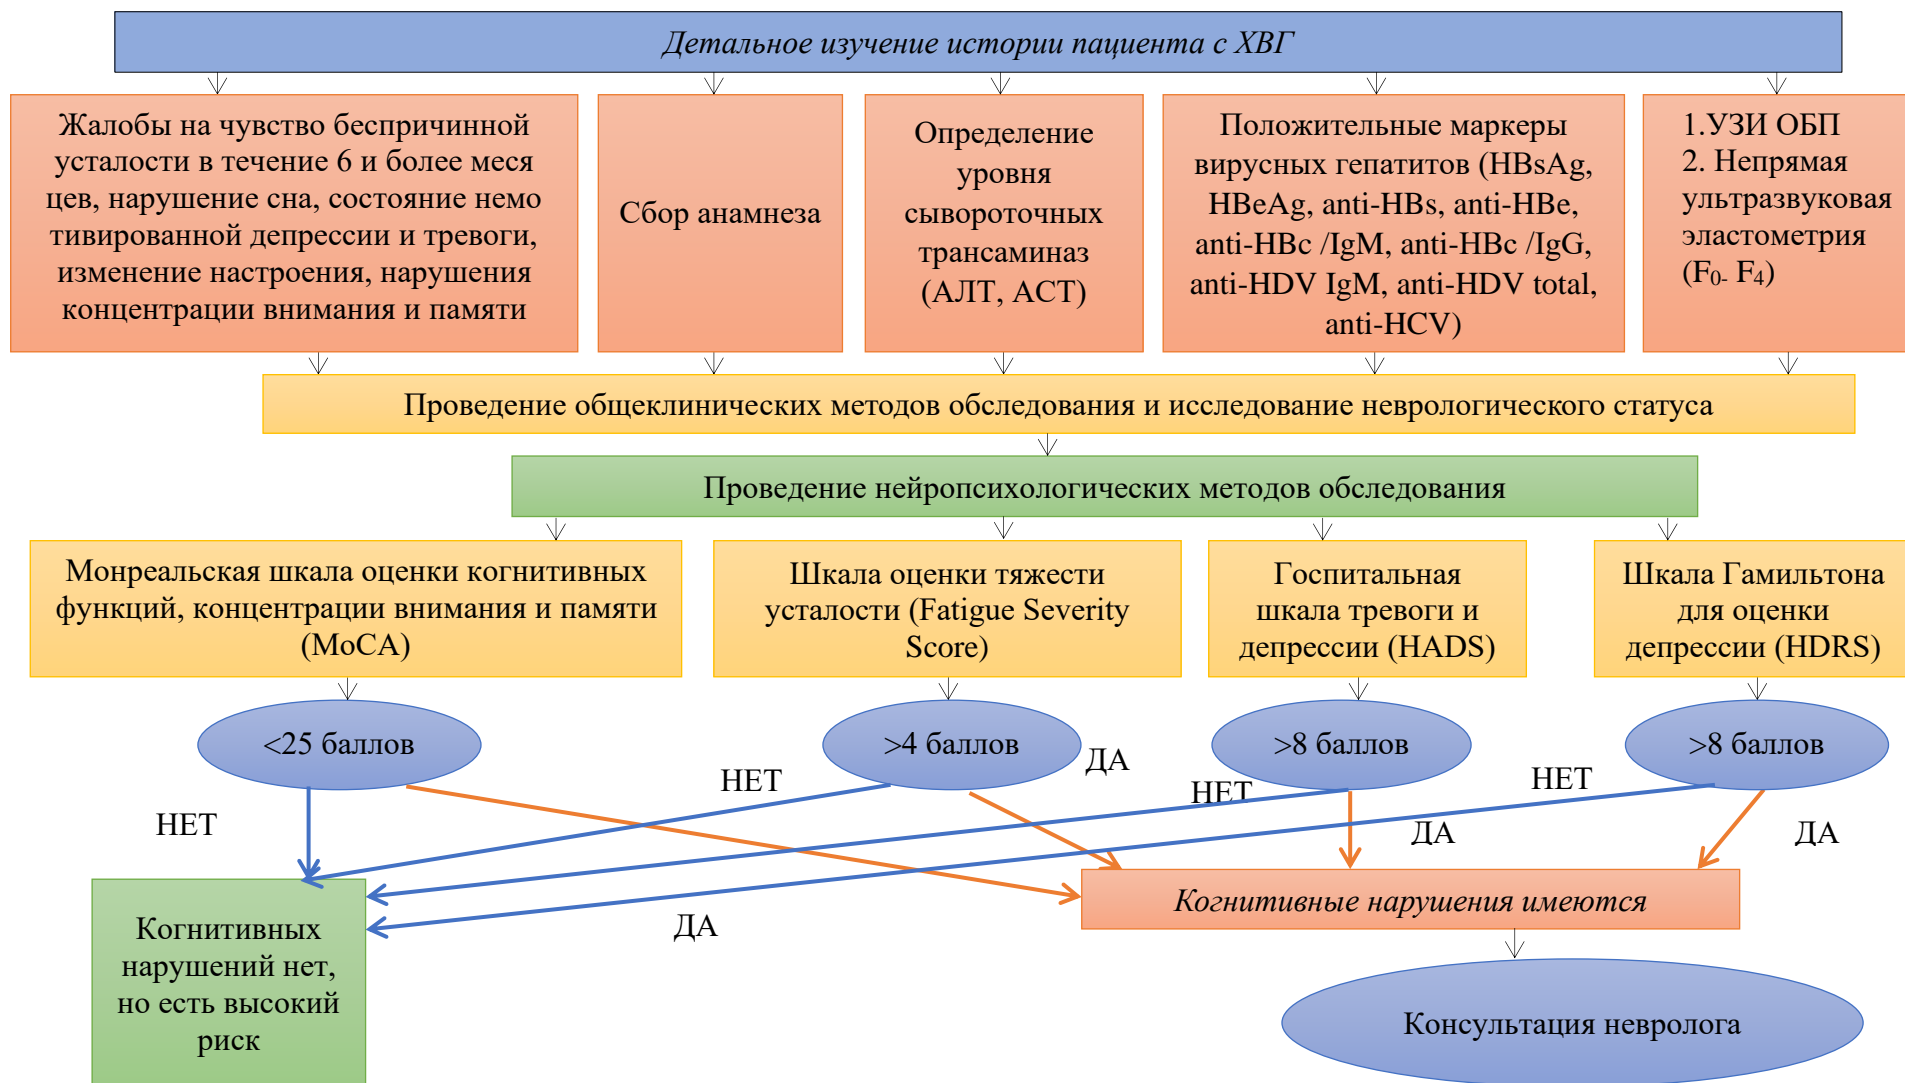 Детальное изучение истории пациента с ХВГ
Жалобы на чувство беспричинной
усталости в течение 6 и более меся
цев, нарушение сна, состояние немо
тивированной депрессии и тревоги,
изменение настроения, нарушения
концентрации внимания и памяти
Сбор анамнеза
Определение
уровня
сывороточных
трансаминаз
(АЛТ, АСТ)
Положительные маркеры
вирусных гепатитов (HBsAg,
HBeAg, anti-HBs, anti-HBe,
anti-HBc /IgM, anti-HBc /IgG,
anti-HDV IgM, anti-HDV total,
anti-HCV)
1.УЗИ ОБП
2. Непрямая
ультразвуковая
эластометрия
(F0- F4)
Проведение общеклинических методов обследования и исследование неврологического статуса
Проведение нейропсихологических методов обследования
Монреальская шкала оценки когнитивных
функций, концентрации внимания и памяти
(MoCA)
Шкала оценки тяжести
усталости (Fatigue Severity
Score)
Госпитальная
шкала тревоги и
депрессии (HADS)
Шкала Гамильтона
для оценки
депрессии (HDRS)
<25 баллов
>4 баллов
>8 баллов
>8 баллов
НЕТ
НЕТ
ДА
НЕТ
ДА
НЕТ
ДА
ДА
Когнитивные нарушения имеются
Когнитивных
нарушений нет,
но есть высокий
риск
Консультация невролога